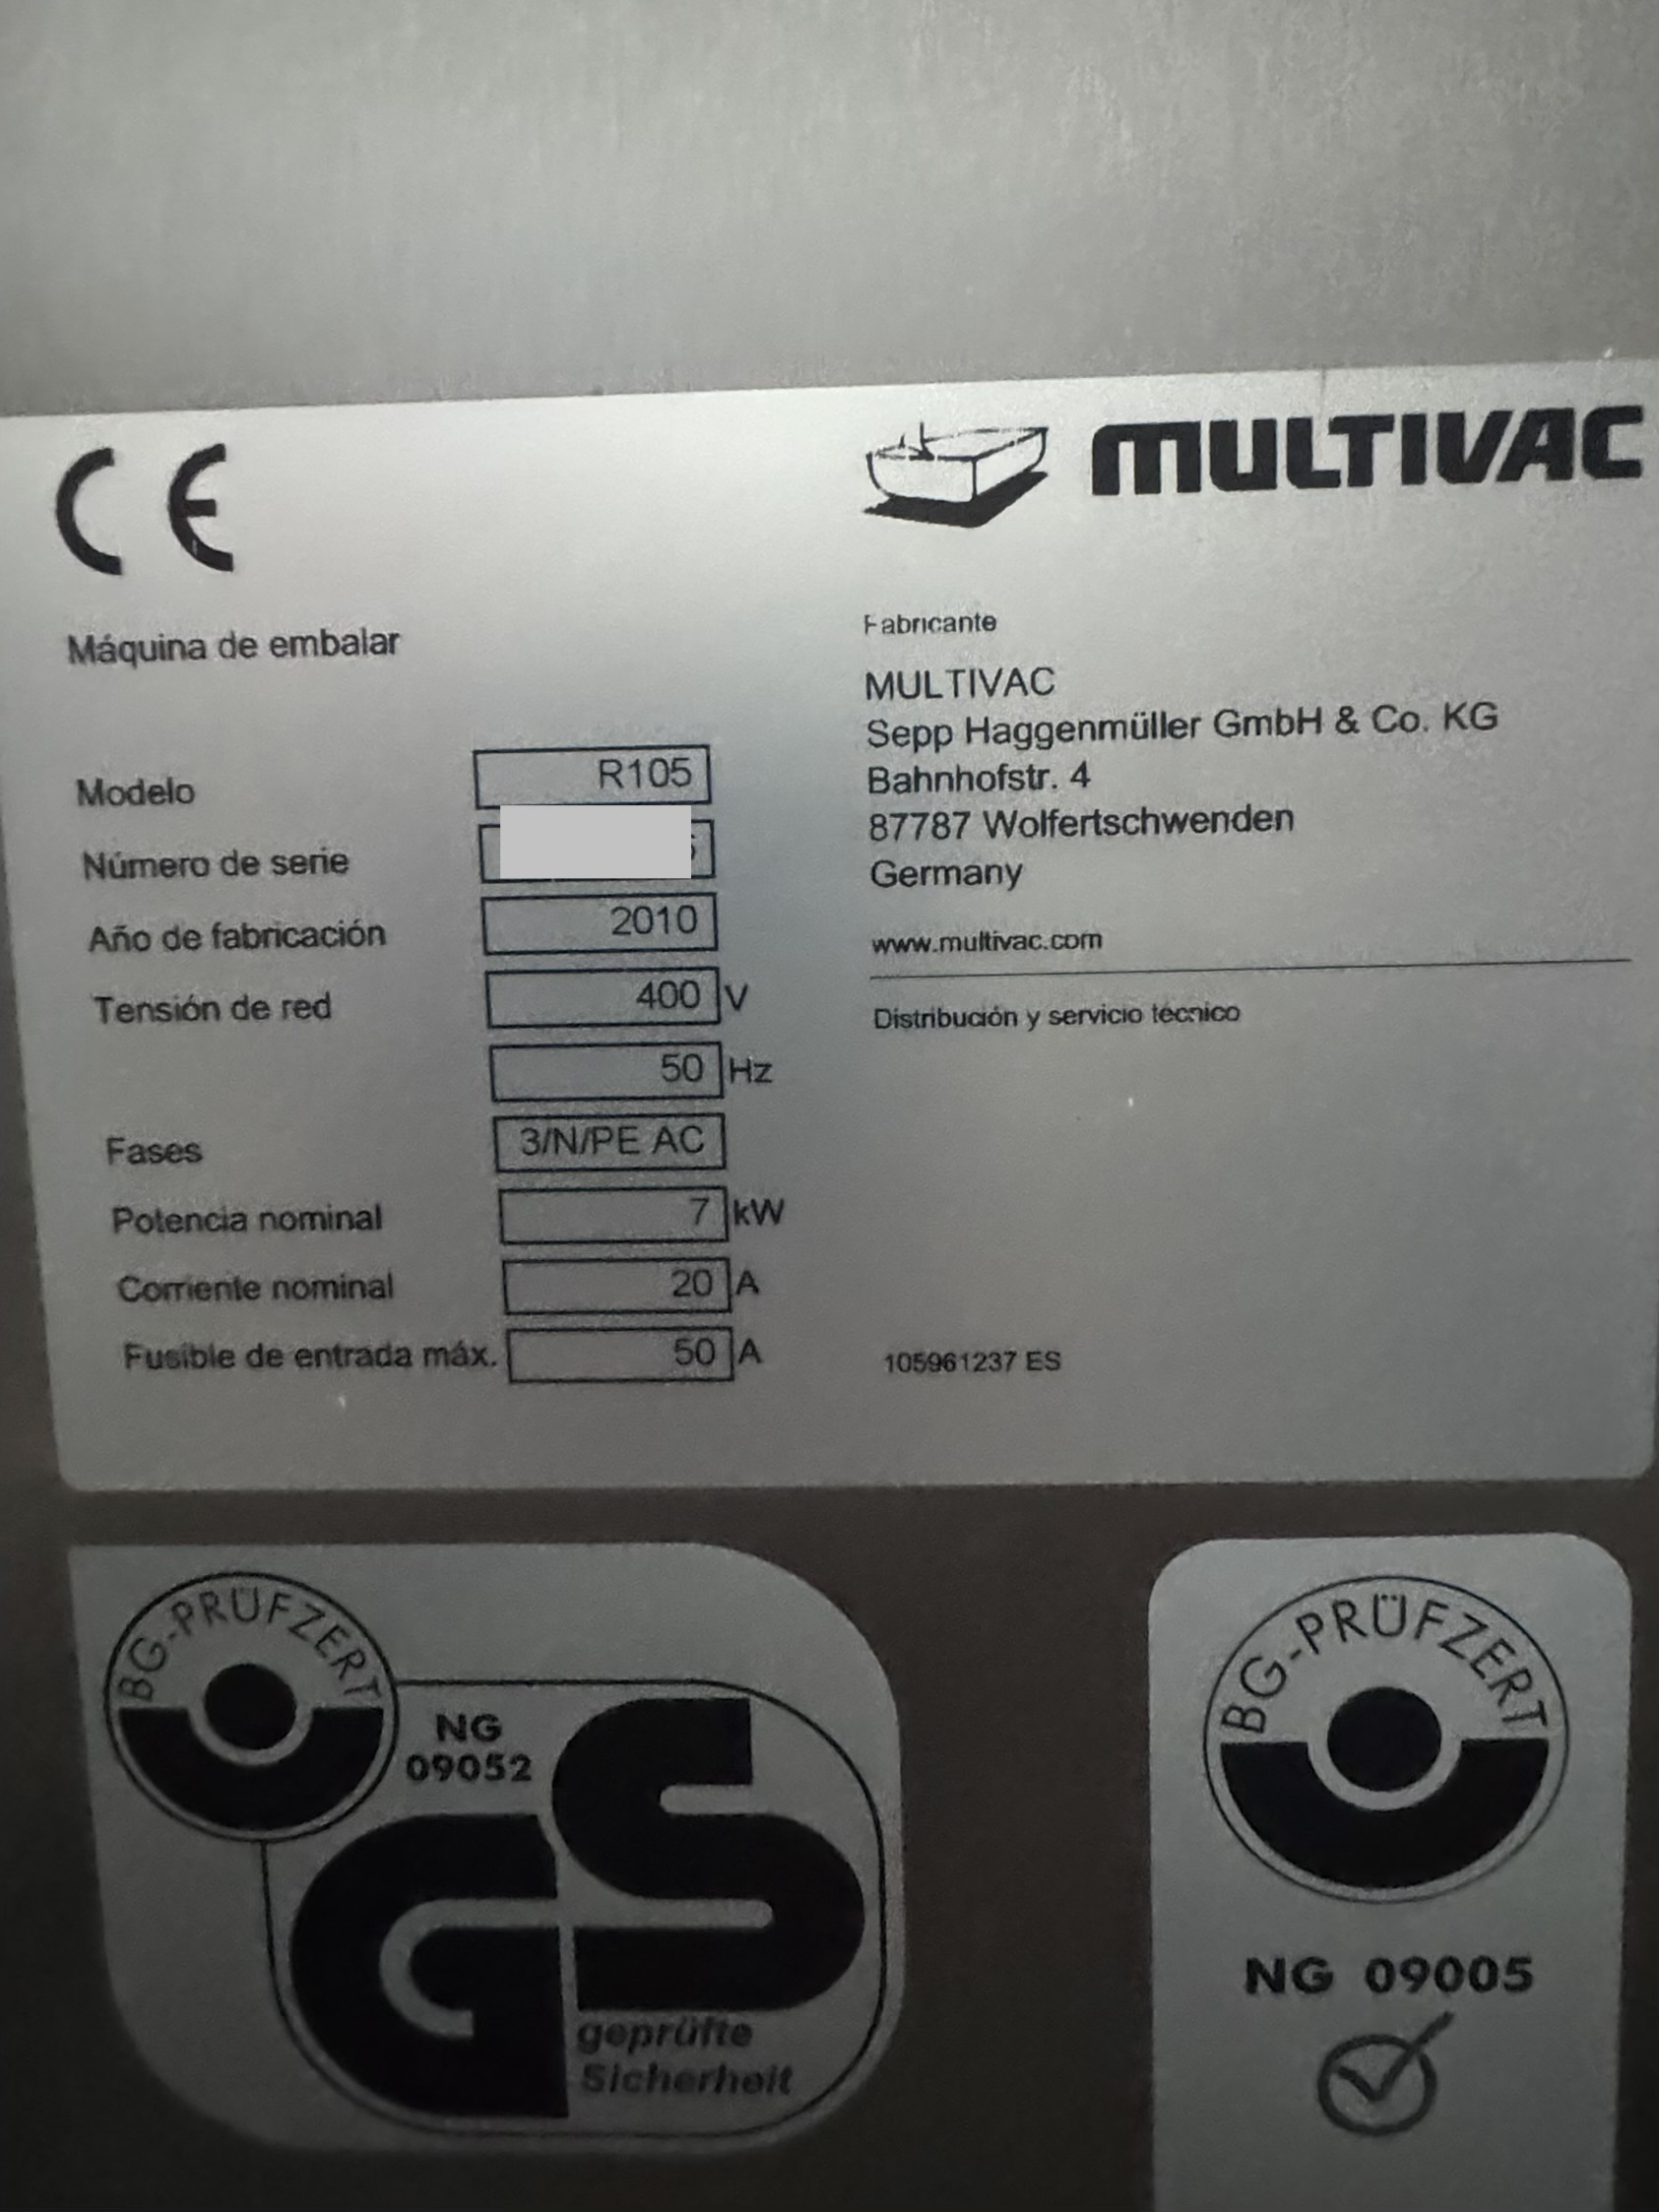 CE
MULTIVAC
Máquina de embalar
Modelo R105
Número de serie
Año de fabricación 2010
Tensión de red 400 V
50 Hz
Fases 3/N/PE AC
Potencia nominal 7 kW
Corriente nominal 20 A
Fusible de entrada máx. 50 A
Fabricante
MULTIVAC
Sepp Haggenmüller GmbH & Co. KG
Bahnhofstr. 4
87787 Wolfertschwenden
Germany
www.multivac.com
Distribución y servicio técnico
105961237 ES
BG-PRÜFZERT
NG
09052
GS
geprüfte
Sicherheit
BG-PRÜFZERT
NG 09005